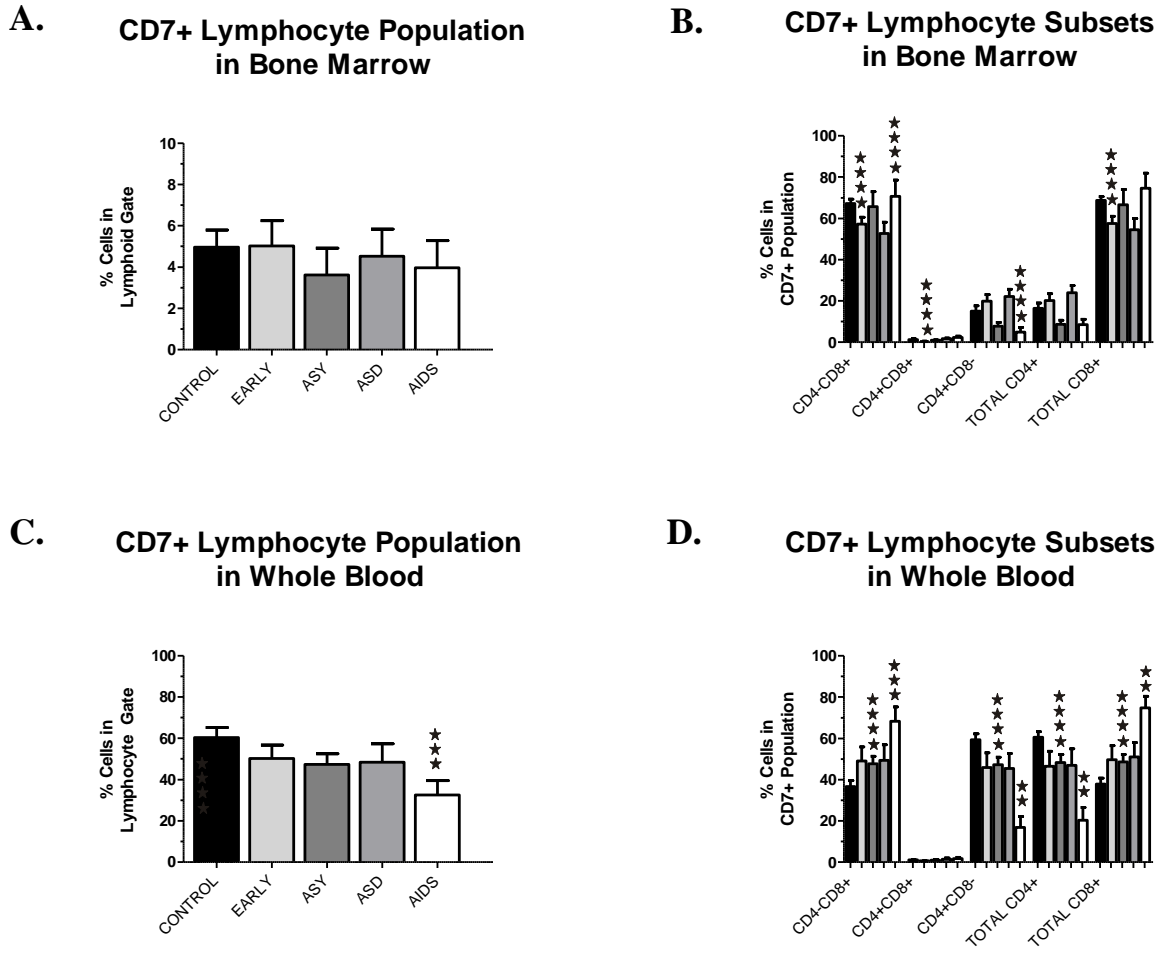 A.
CD7+ Lymphocyte Population
in Bone Marrow
% Cells in
Lymphoid Gate
10
8
6
4
2
0
CONTROL
EARLY
ASY
ASD
AIDS
B.
CD7+ Lymphocyte Subsets
in Bone Marrow
% Cells in
CD7+ Population
100
80
60
40
20
0
CD4-CD8+
CD4+CD8+
CD4+CD8-
TOTAL CD4+
TOTAL CD8+
C.
CD7+ Lymphocyte Population
in Whole Blood
% Cells in
Lymphocyte Gate
100
80
60
40
20
0
CONTROL
EARLY
ASY
ASD
AIDS
D.
CD7+ Lymphocyte Subsets
in Whole Blood
% Cells in
CD7+ Population
100
80
60
40
20
0
CD4-CD8+
CD4+CD8+
CD4+CD8-
TOTAL CD4+
TOTAL CD8+